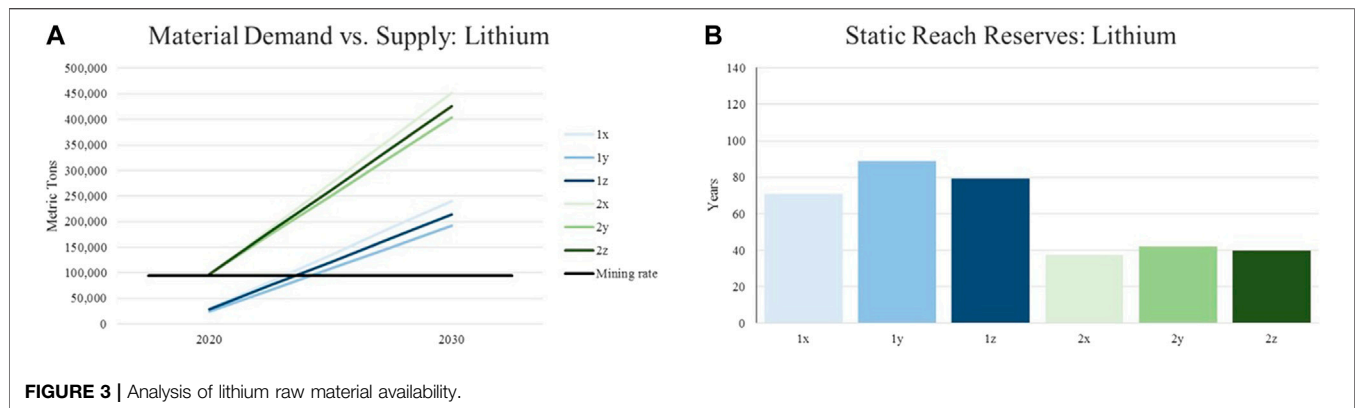 A
Material Demand vs. Supply: Lithium
Metric Tons
500,000
450,000
400,000
350,000
300,000
250,000
200,000
150,000
100,000
50,000
0
2020
2030
1x
1y
1z
2x
2y
2z
Mining rate
B
Static Reach Reserves: Lithium
Years
140
120
100
80
60
40
20
0
1x
1y
1z
2x
2y
2z
FIGURE 3 | Analysis of lithium raw material availability.